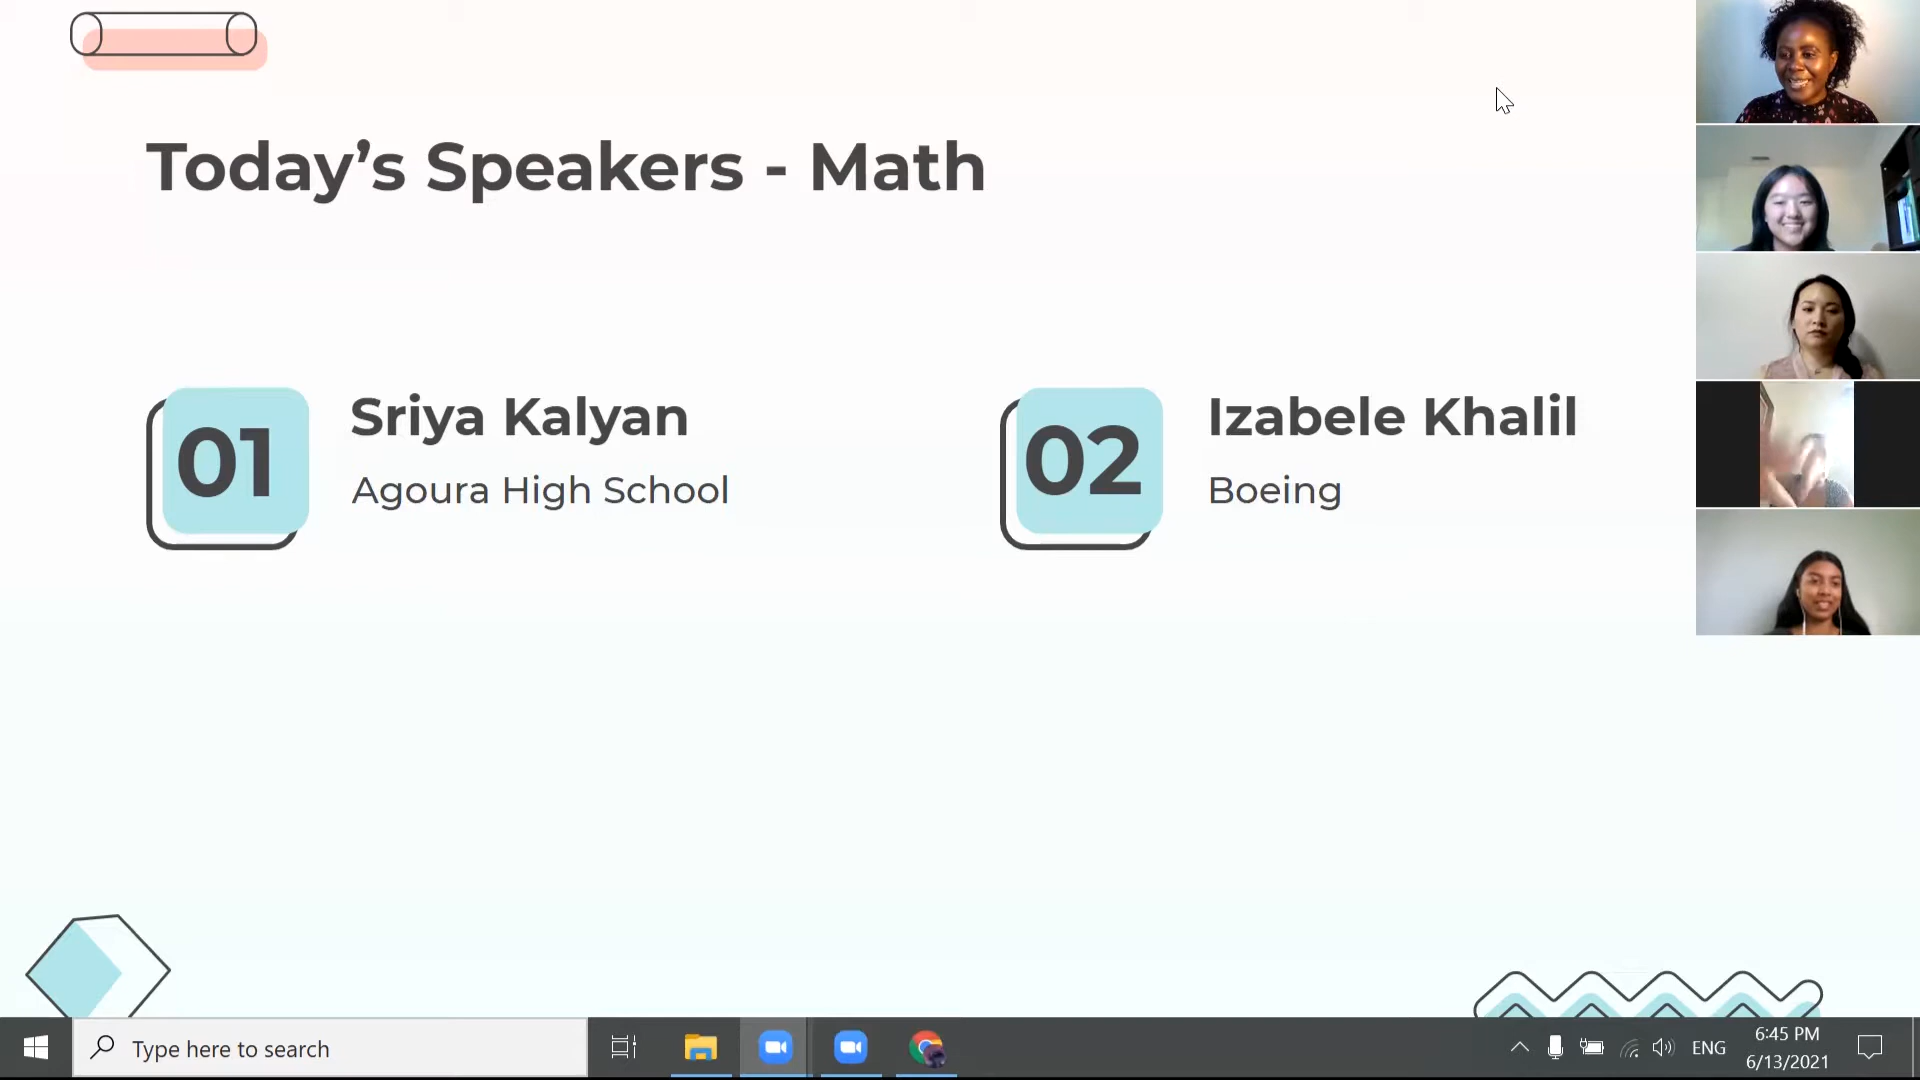 Today’s Speakers - Math
01
Sriya Kalyan
Agoura High School
02
Izabele Khalil
Boeing
Type here to search
ENG
6:45 PM
6/13/2021